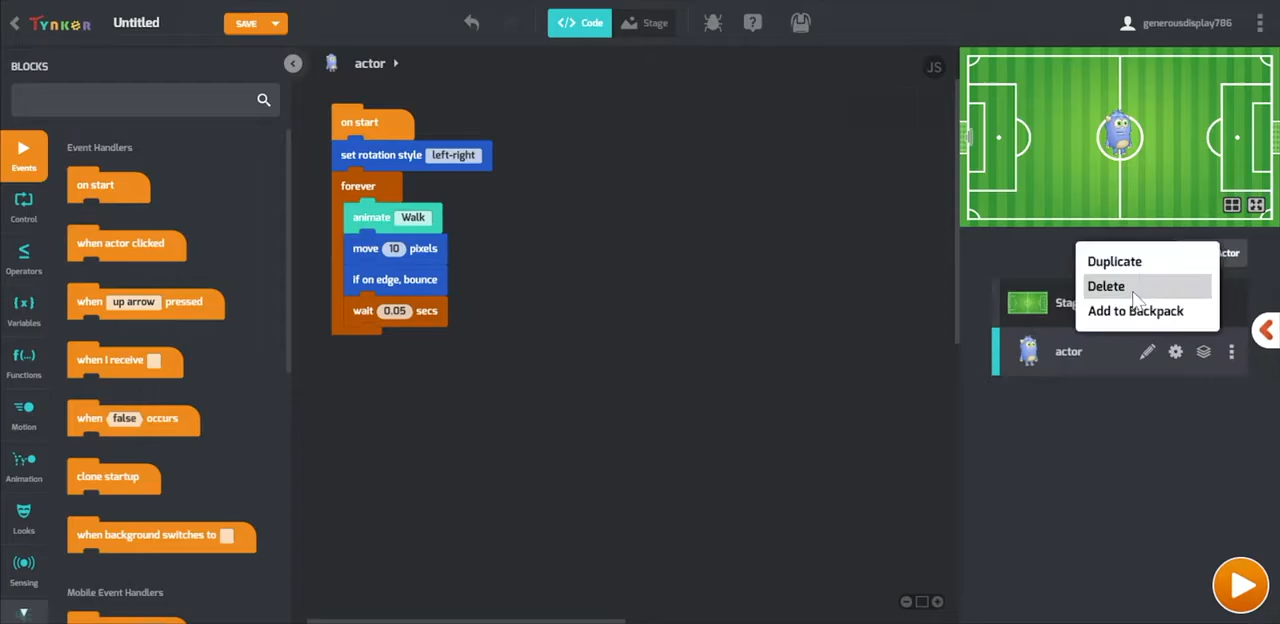 TYNKER
Untitled
SAVE
</> Code
Stage
?
generousdisplay786
BLOCKS
actor
JS
Events
Control
Operators
{x}
Variables
f(...)
Functions
Motion
Animation
Looks
Sensing
Event Handlers
on start
when actor clicked
when up arrow pressed
when I receive
when false occurs
clone startup
when background switches to
Mobile Event Handlers
on start
set rotation style left-right
forever
animate Walk
move 10 pixels
if on edge, bounce
wait 0.05 secs
Duplicate
Delete
Add to Backpack
actor